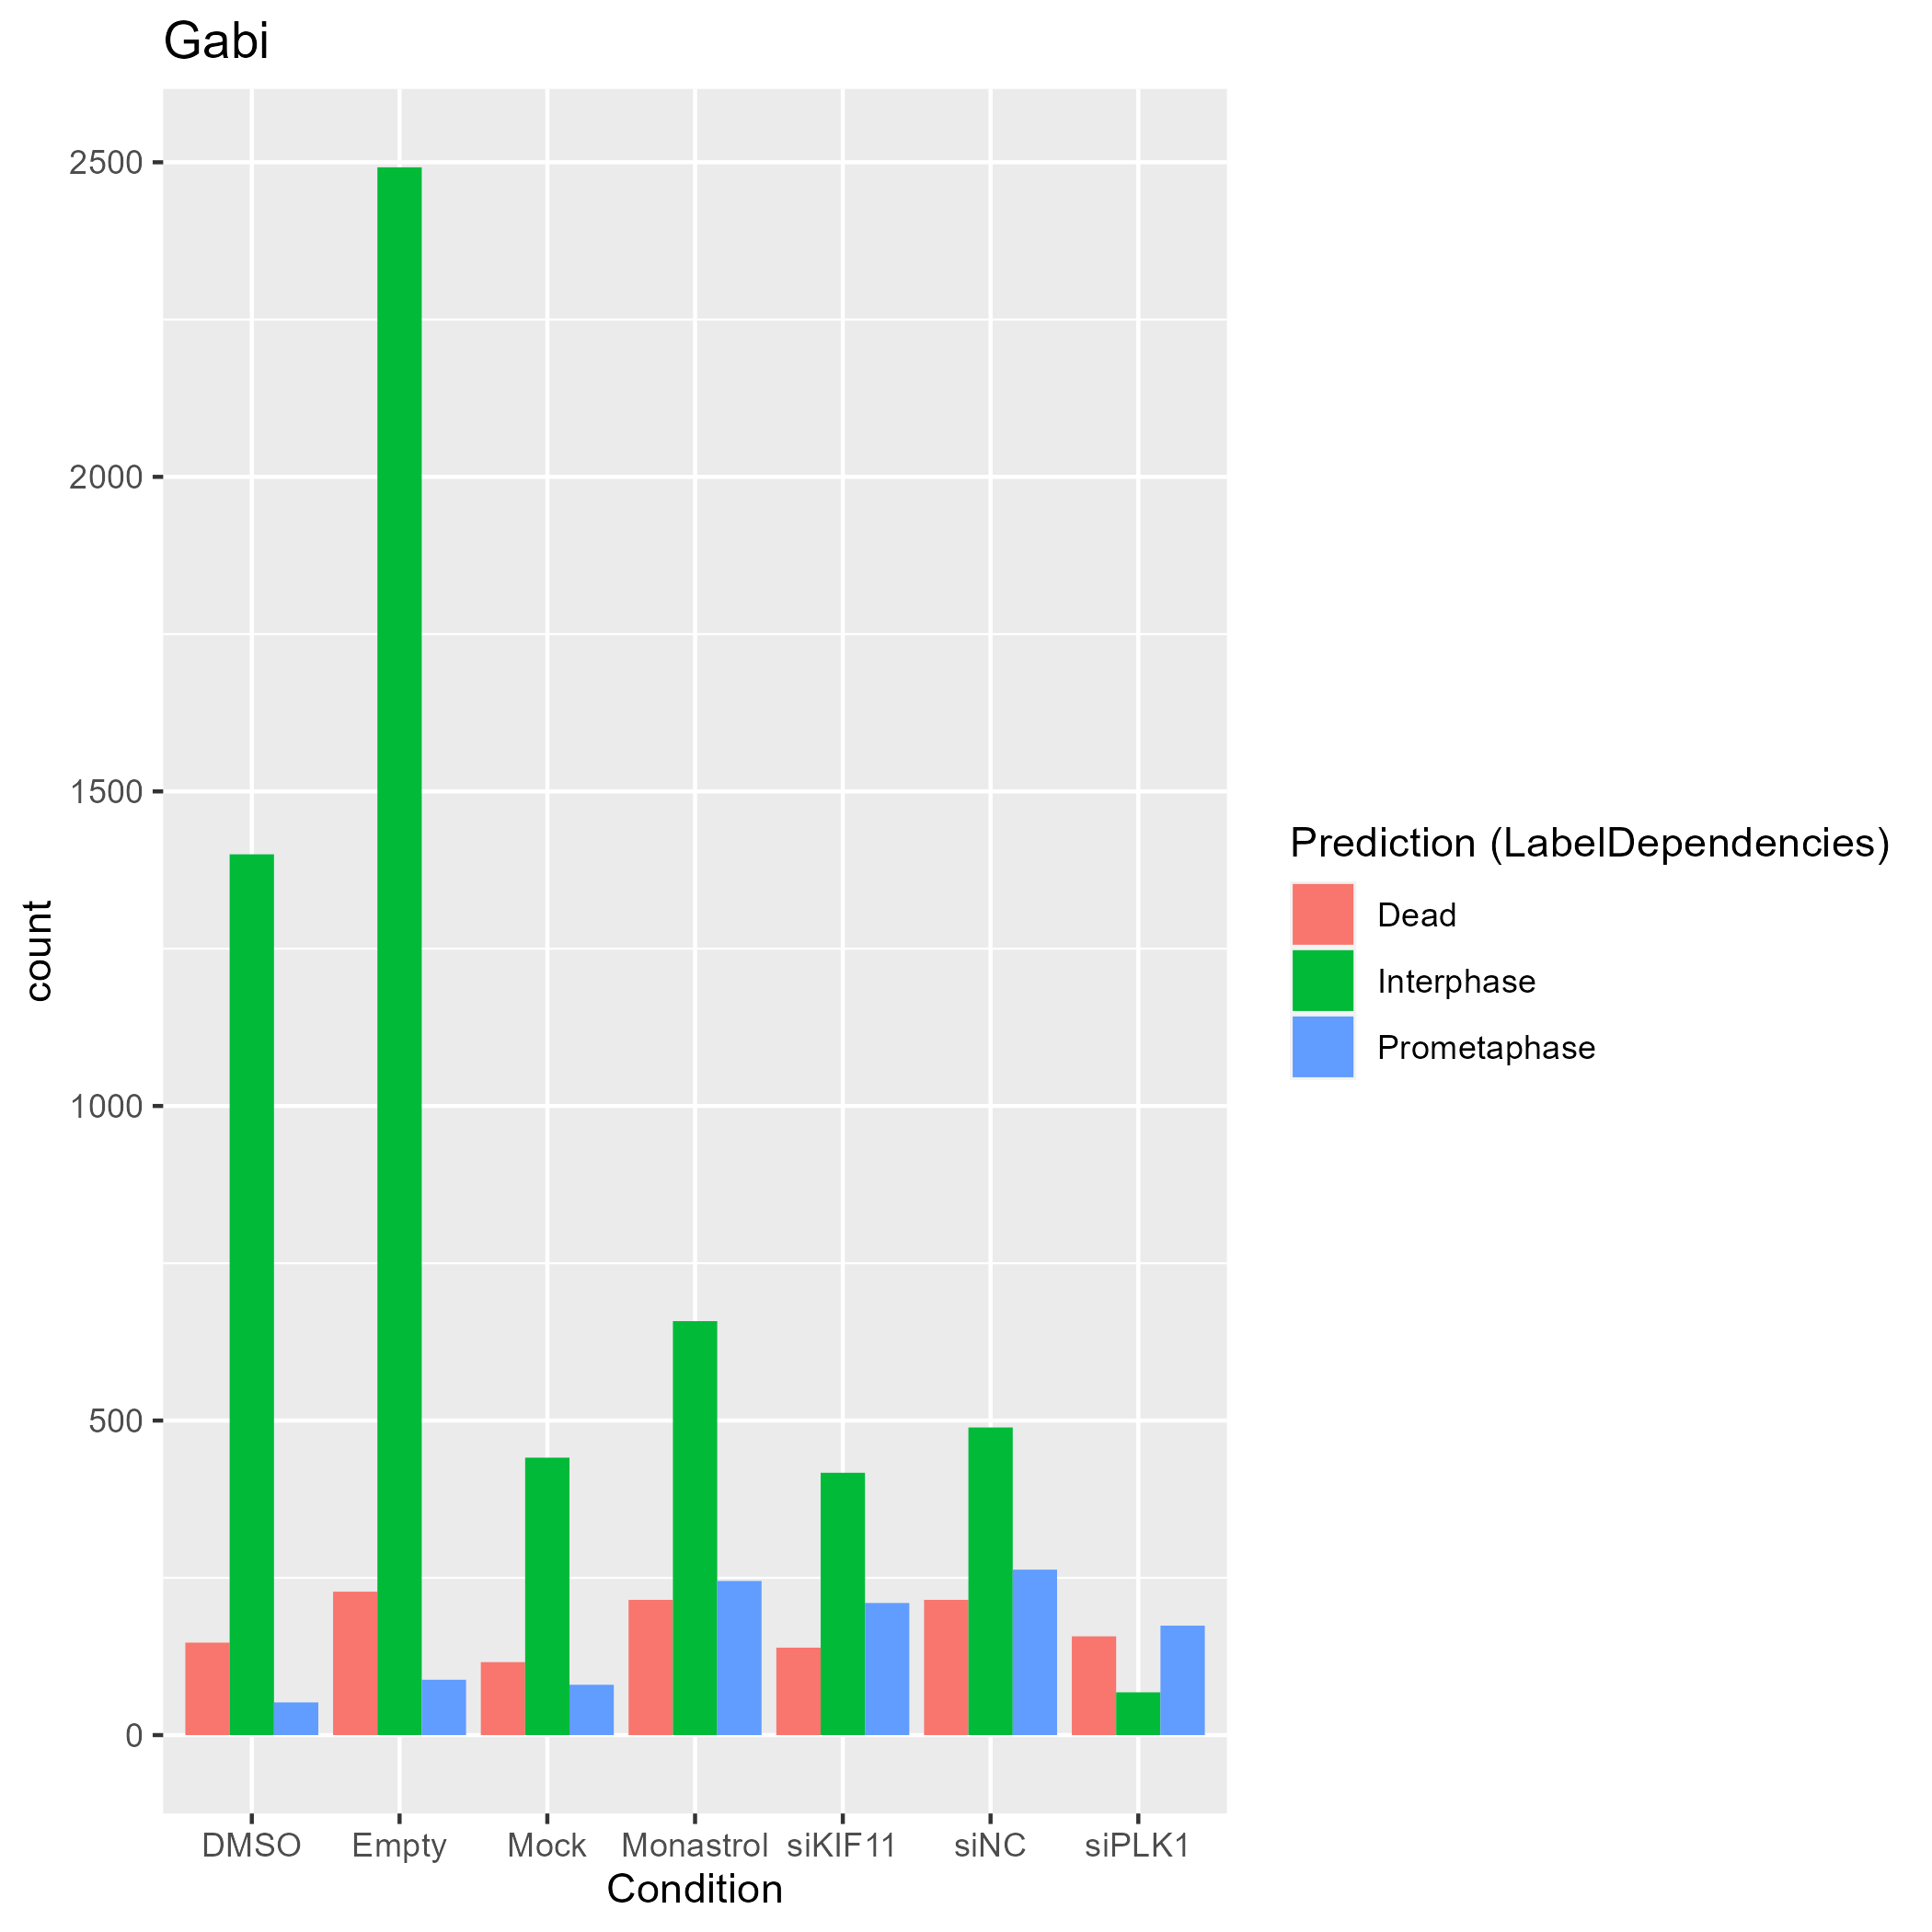 Gabi
2500
2000
1500
1000
500
0
count
DMSO Empty Mock Monastrol siKIF11 siNC siPLK1
Condition
Prediction (LabelDependencies)
Dead
Interphase
Prometaphase